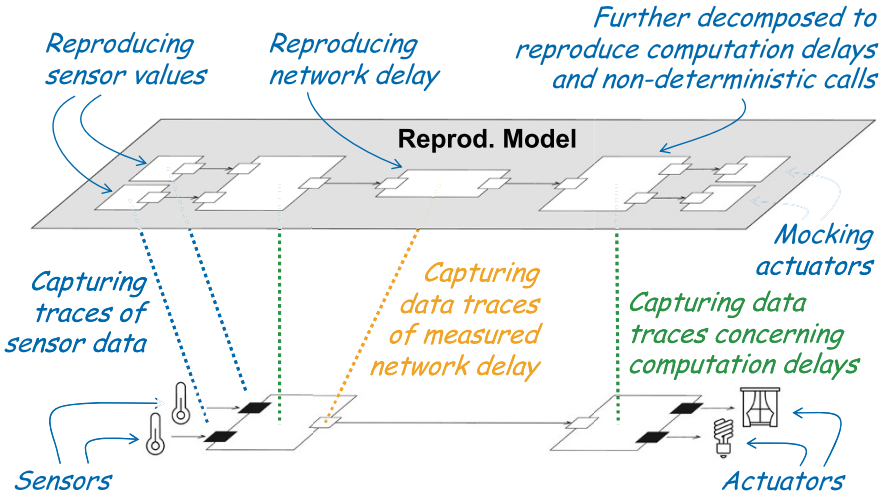 Reproducing
sensor values
Reproducing
network delay
Further decomposed to
reproduce computation delays
and non-deterministic calls
Reprod. Model
Mocking
actuators
Capturing
traces of
sensor data
Capturing
data traces
of measured
network delay
Capturing data
traces concerning
computation delays
Sensors
Actuators